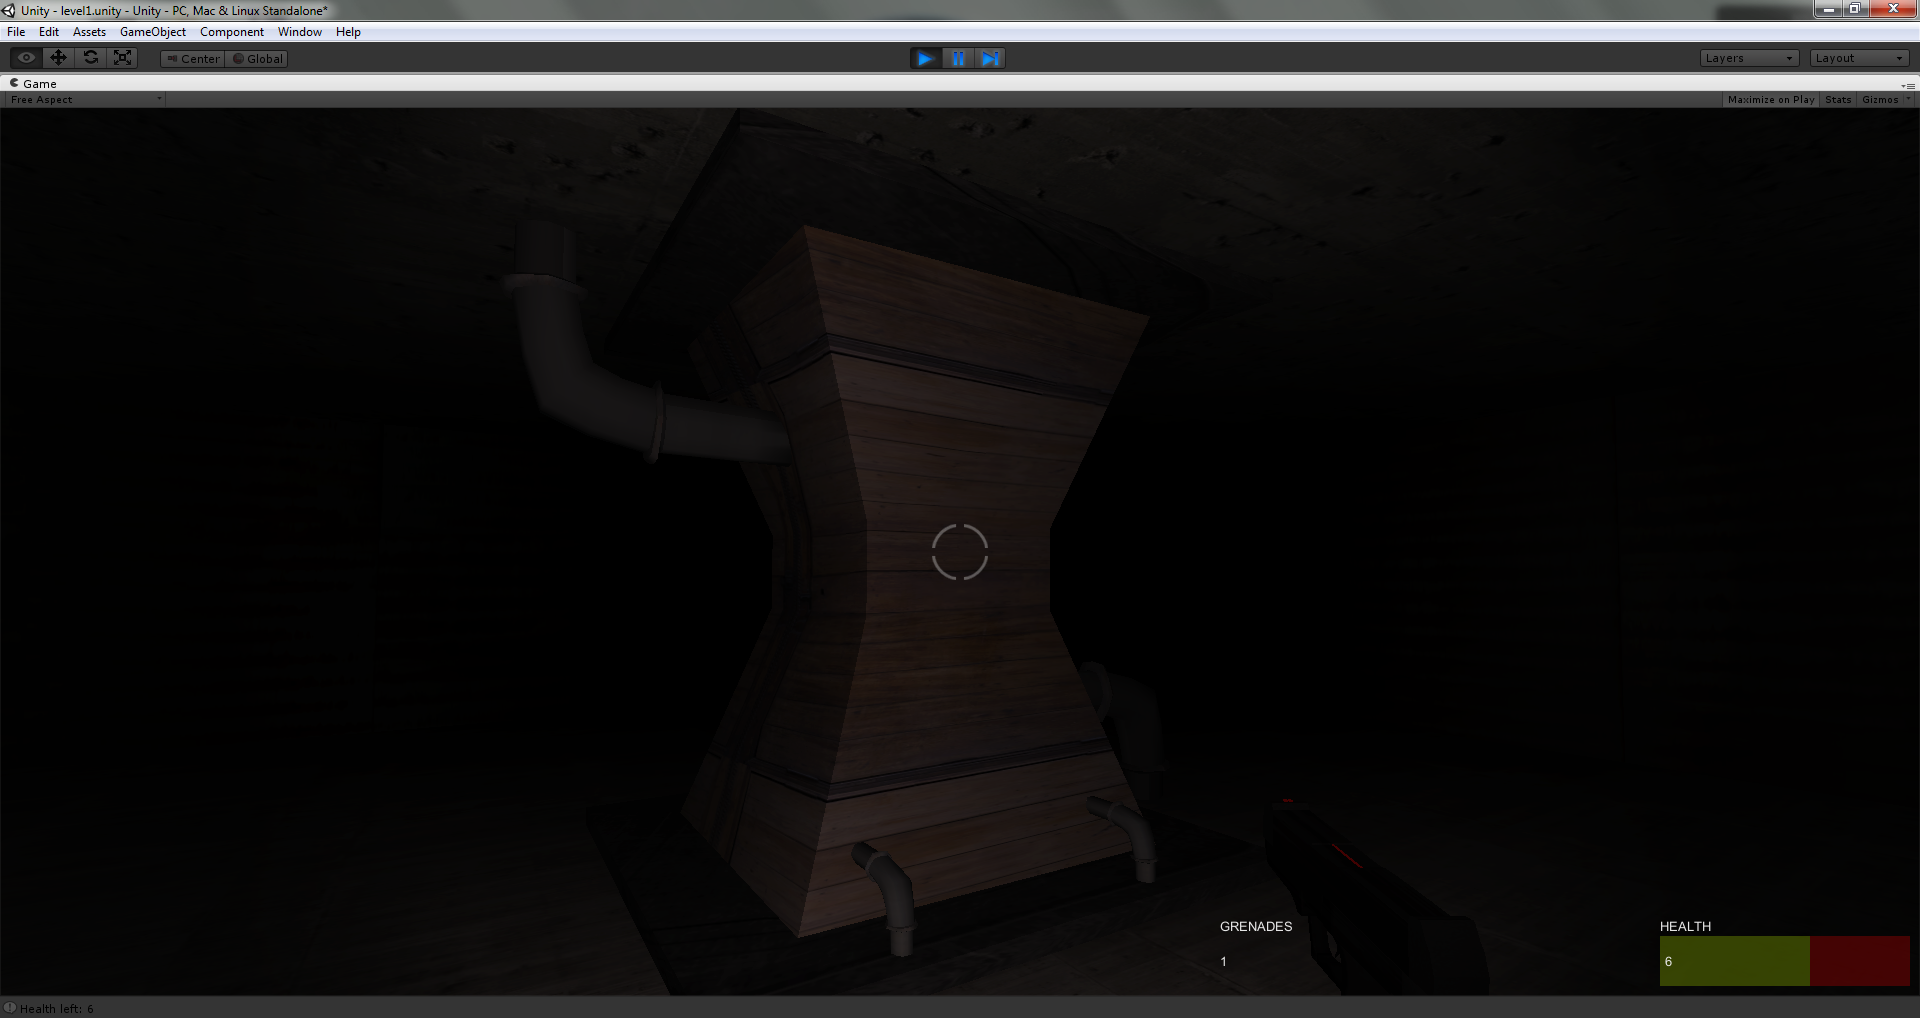 Unity - level1.unity - Unity - PC, Mac & Linux Standalone*
File Edit Assets GameObject Component Window Help
Center Global Layers Layout
Game
Free Aspect Maximize on Play Stats Gizmos
GRENADES HEALTH
1 6
Health left: 6